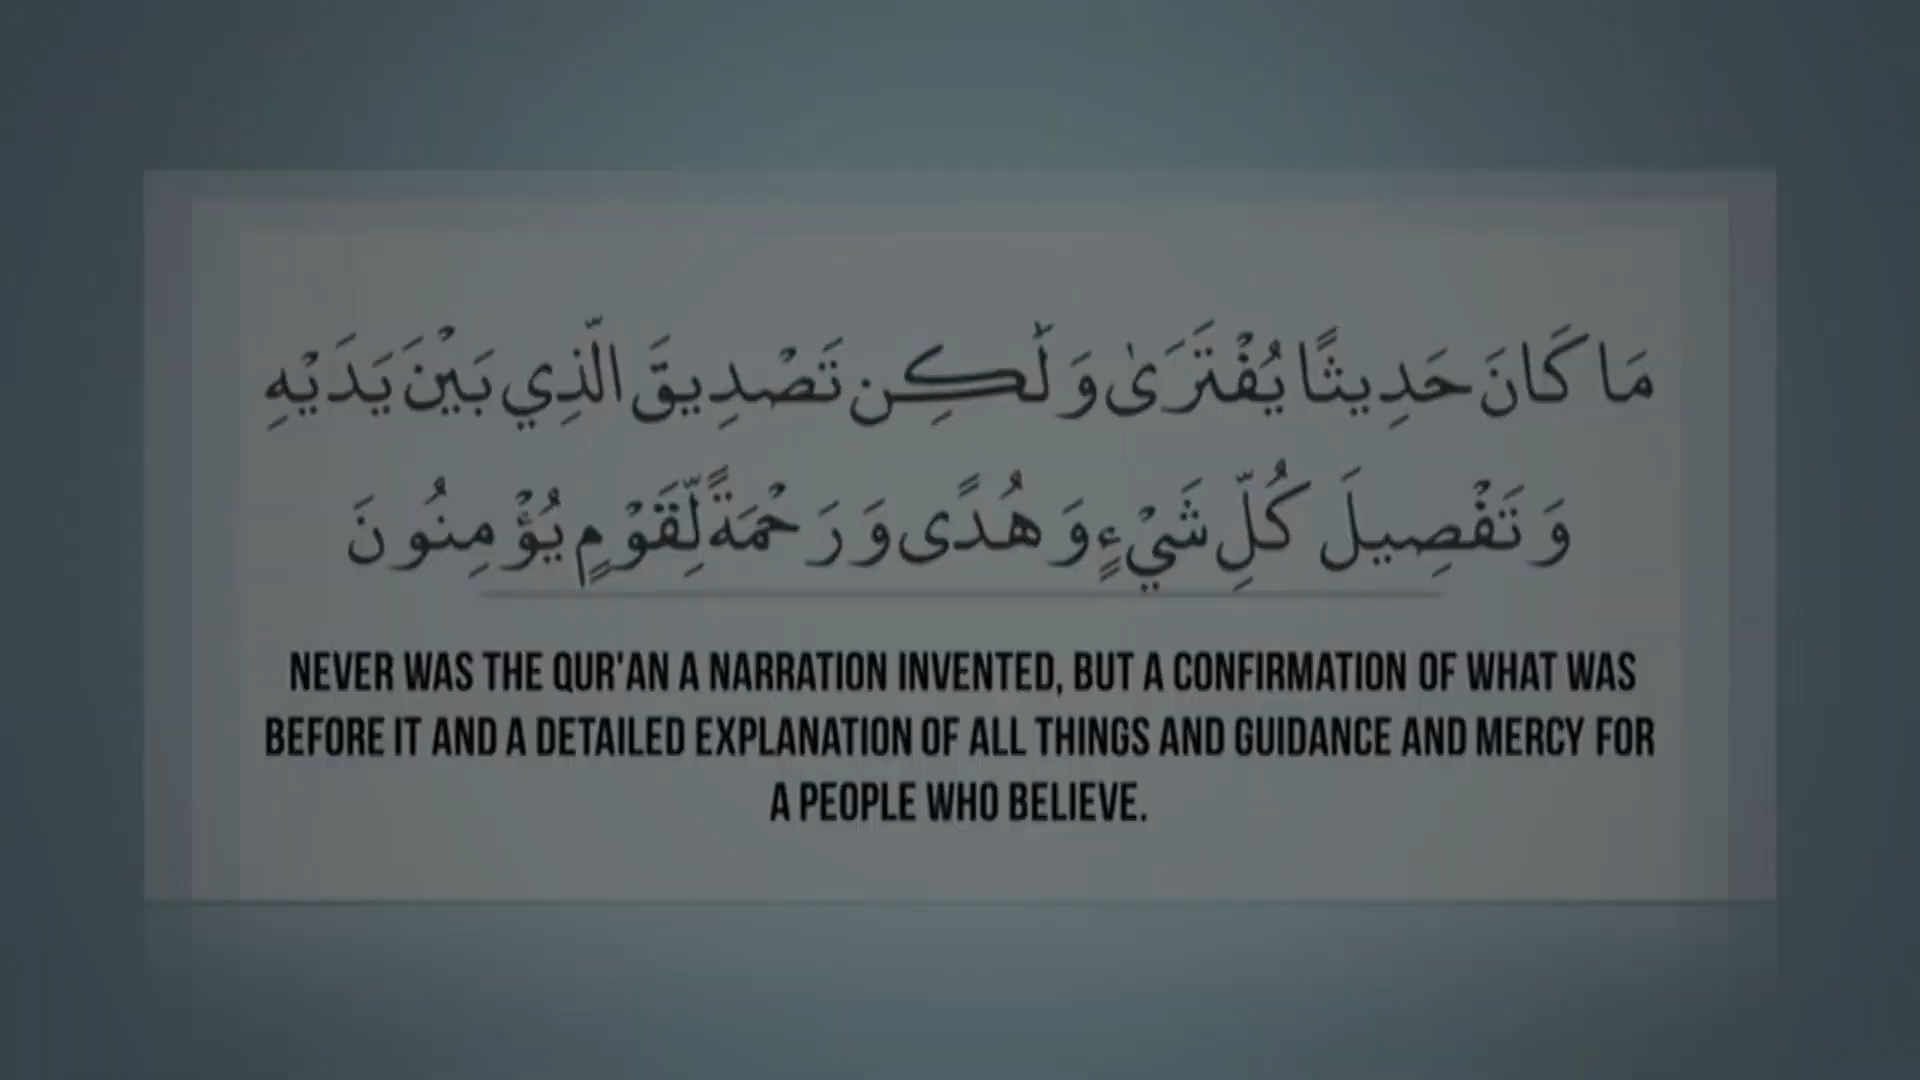 مَا كَانَ حَدِيثًا يُفْتَرَىٰ وَلَٰكِن تَصْدِيقَ الَّذِي بَيْنَ يَدَيْهِ
وَتَفْصِيلَ كُلِّ شَيْءٍ وَهُدًى وَرَحْمَةً لِّقَوْمٍ يُؤْمِنُونَ
NEVER WAS THE QUR'AN A NARRATION INVENTED, BUT A CONFIRMATION OF WHAT WAS
BEFORE IT AND A DETAILED EXPLANATION OF ALL THINGS AND GUIDANCE AND MERCY FOR
A PEOPLE WHO BELIEVE.